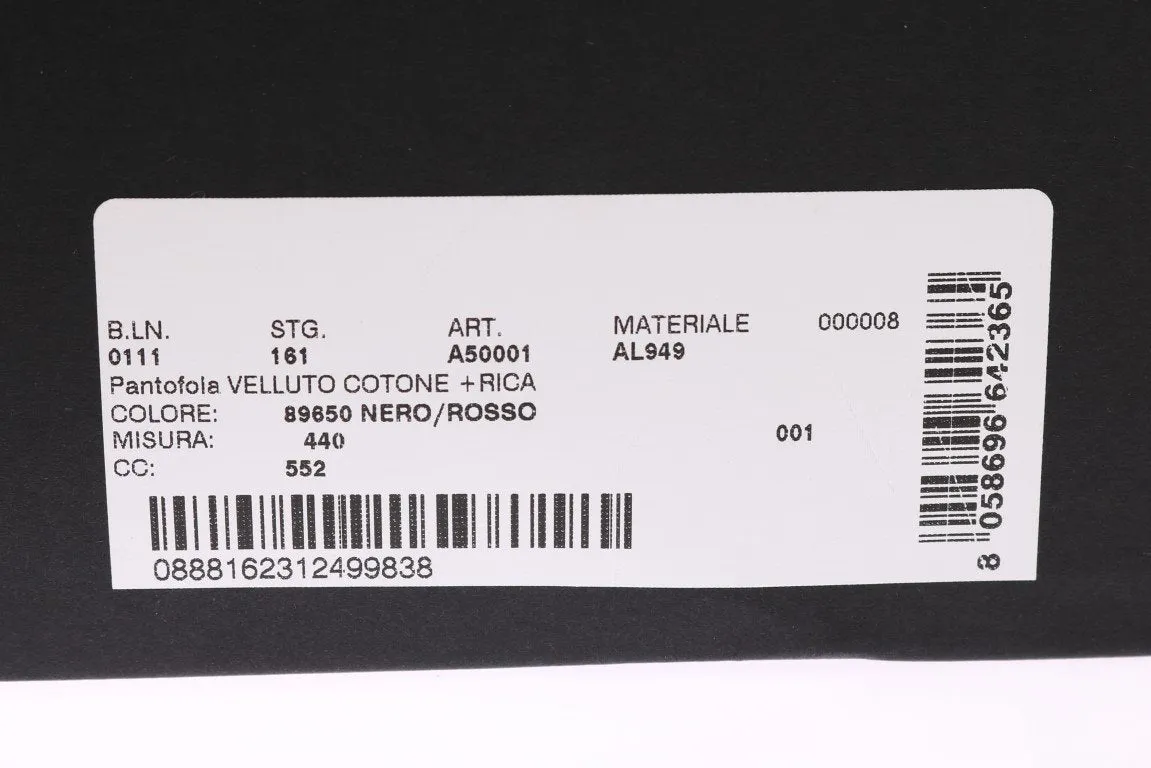 B.LN. STG. ART. MATERIALE 000008
0111 161 A50001 AL949
Pantofola VELLUTO COTONE +RICA
COLORE: 89650 NERO/ROSSO
MISURA: 440 001
CC: 552
0888162312499838
8 058696 642365